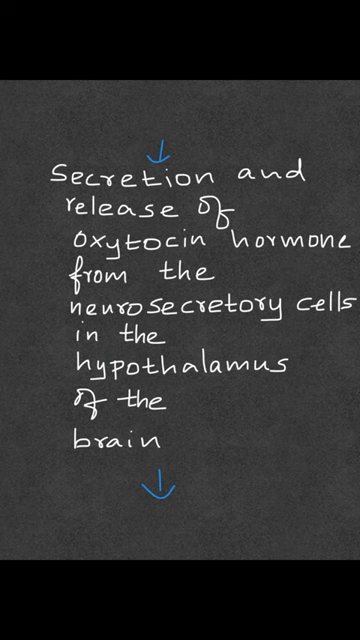 Secretion and
release of
oxytocin hormone
from the
neurosecretory cells
in the
hypothalamus
of the
brain